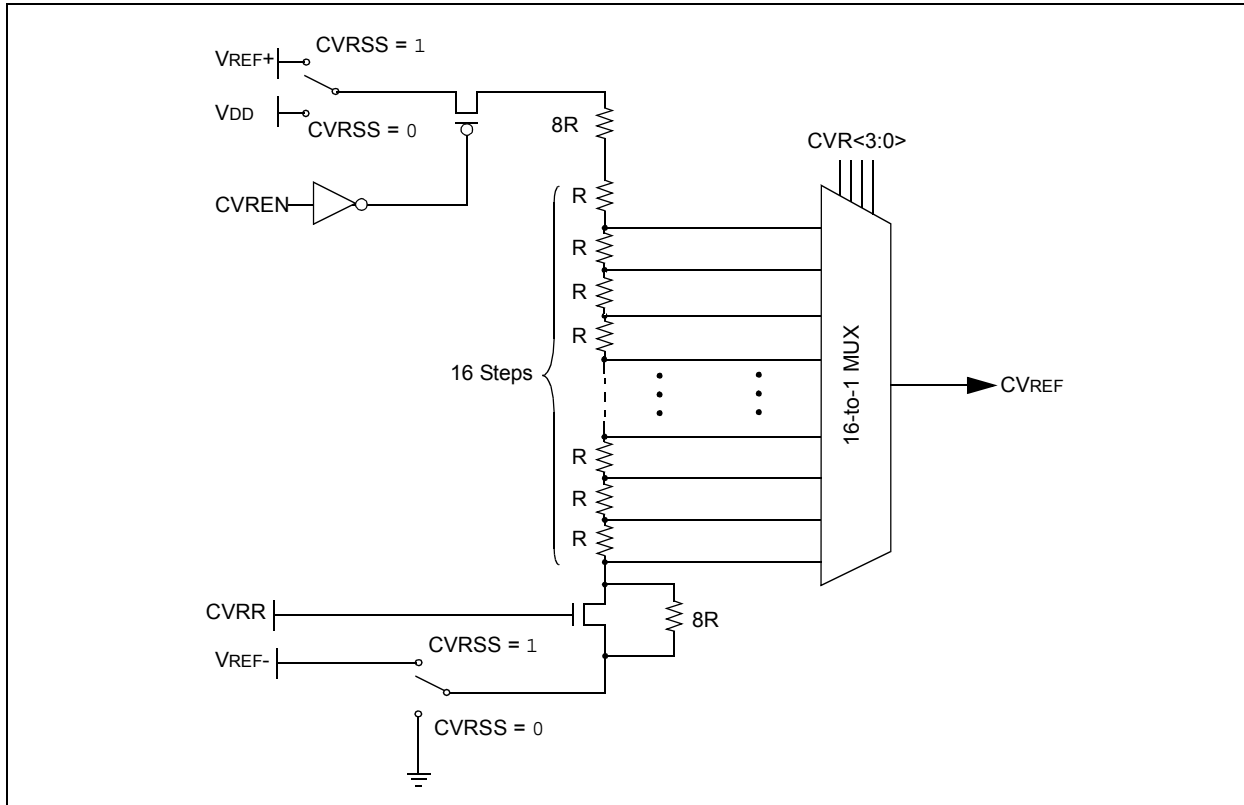 CVRSS = 1
VREF+
VDD
CVRSS = 0
8R
CVR<3:0>
CVREN
R
R
R
R
16 Steps
16-to-1 MUX
CVREF
R
R
R
CVRR
8R
CVRSS = 1
VREF-
CVRSS = 0